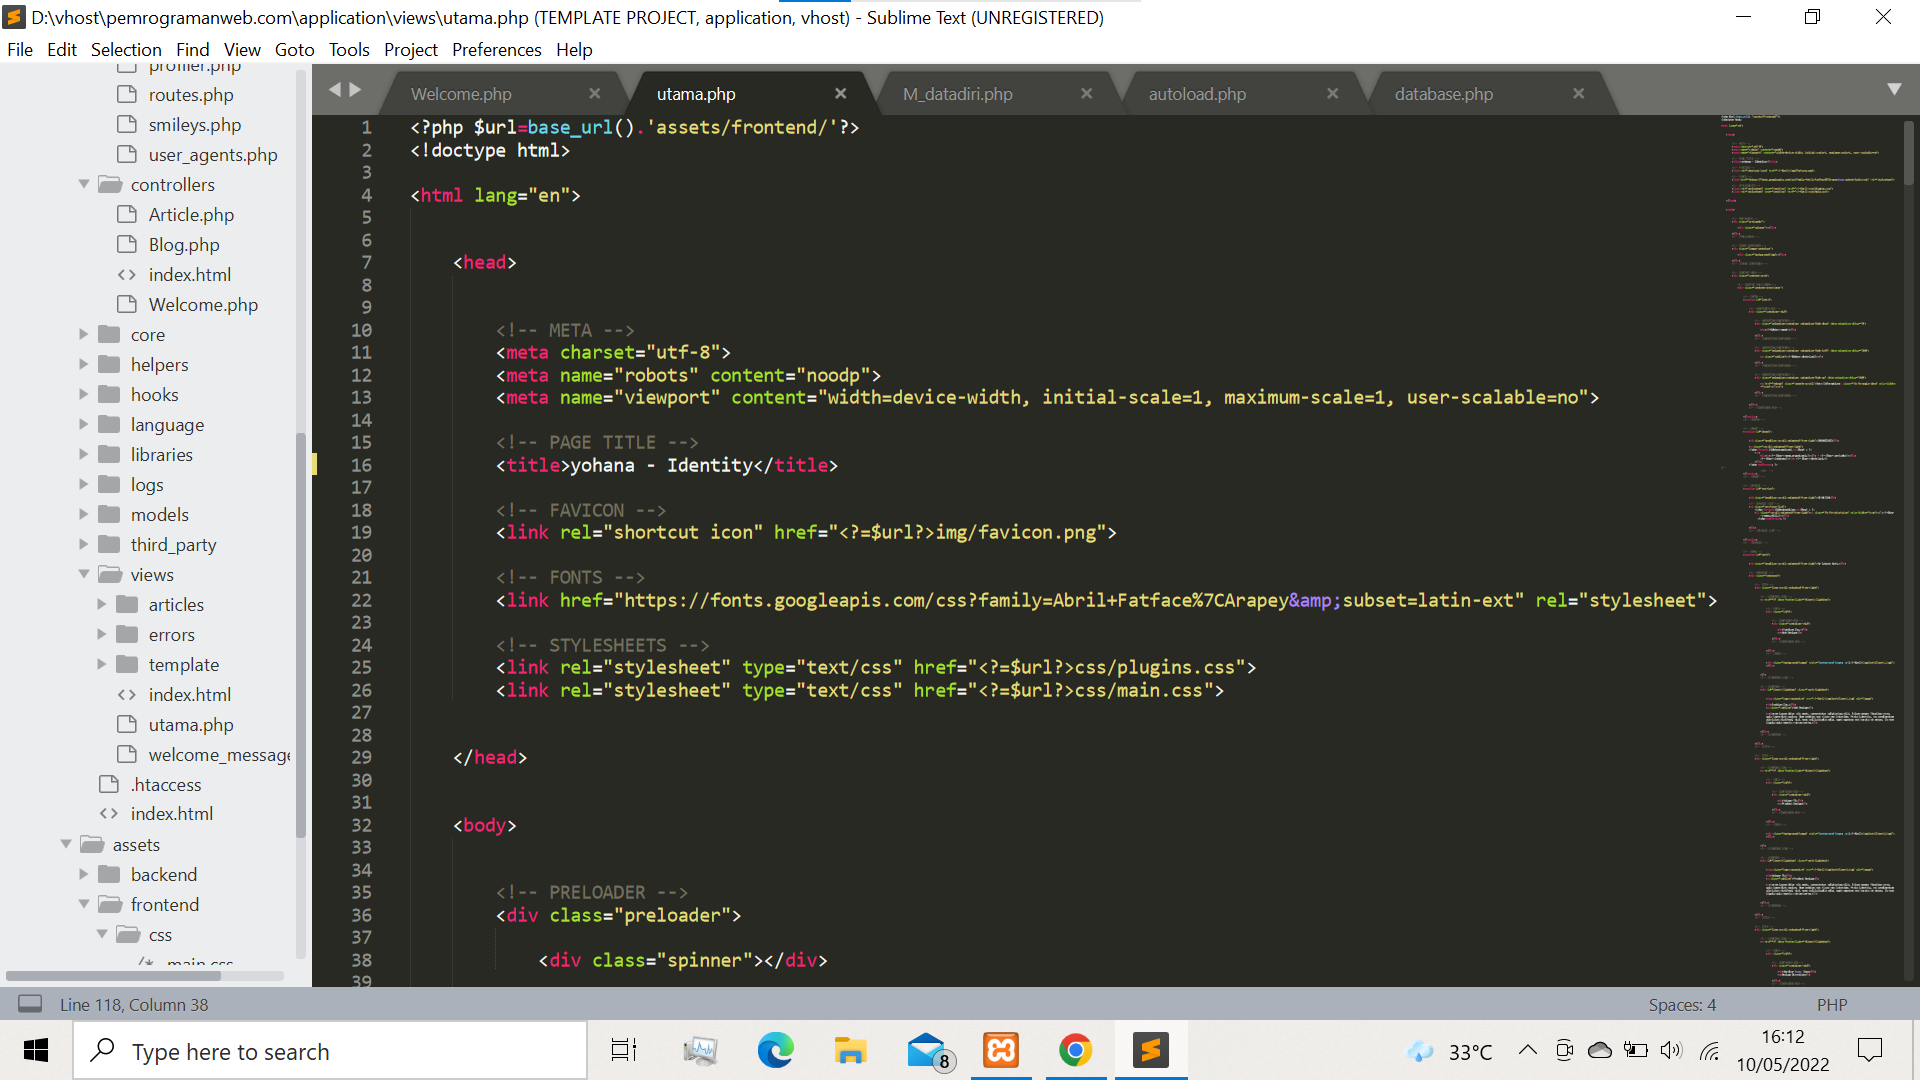 D:\vhost\pemrogramanweb.com\application\views\utama.php (TEMPLATE PROJECT, application, vhost) - Sublime Text (UNREGISTERED)
File Edit Selection Find View Goto Tools Project Preferences Help
profiler.php
routes.php
smileys.php
user_agents.php
controllers
Article.php
Blog.php
index.html
Welcome.php
core
helpers
hooks
language
libraries
logs
models
third_party
views
articles
errors
template
index.html
utama.php
welcome_message
.htaccess
index.html
assets
backend
frontend
css
main.css
Welcome.php utama.php M_datadiri.php autoload.php database.php
1 <?php $url=base_url().'assets/frontend/'?>
2 <!doctype html>
3
4 <html lang="en">
5
6
7 <head>
8
9
10 <!-- META -->
11 <meta charset="utf-8">
12 <meta name="robots" content="noodp">
13 <meta name="viewport" content="width=device-width, initial-scale=1, maximum-scale=1, user-scalable=no">
14
15 <!-- PAGE TITLE -->
16 <title>yohana - Identity</title>
17
18 <!-- FAVICON -->
19 <link rel="shortcut icon" href="<?=$url?>img/favicon.png">
20
21 <!-- FONTS -->
22 <link href="https://fonts.googleapis.com/css?family=Abril+Fatface%7CArapey&amp;subset=latin-ext" rel="stylesheet">
23
24 <!-- STYLESHEETS -->
25 <link rel="stylesheet" type="text/css" href="<?=$url?>css/plugins.css">
26 <link rel="stylesheet" type="text/css" href="<?=$url?>css/main.css">
27
28
29 </head>
30
31
32 <body>
33
34
35 <!-- PRELOADER -->
36 <div class="preloader">
37
38 <div class="spinner"></div>
39
Line 118, Column 38 Spaces: 4 PHP
Type here to search
8
33°C
16:12
10/05/2022